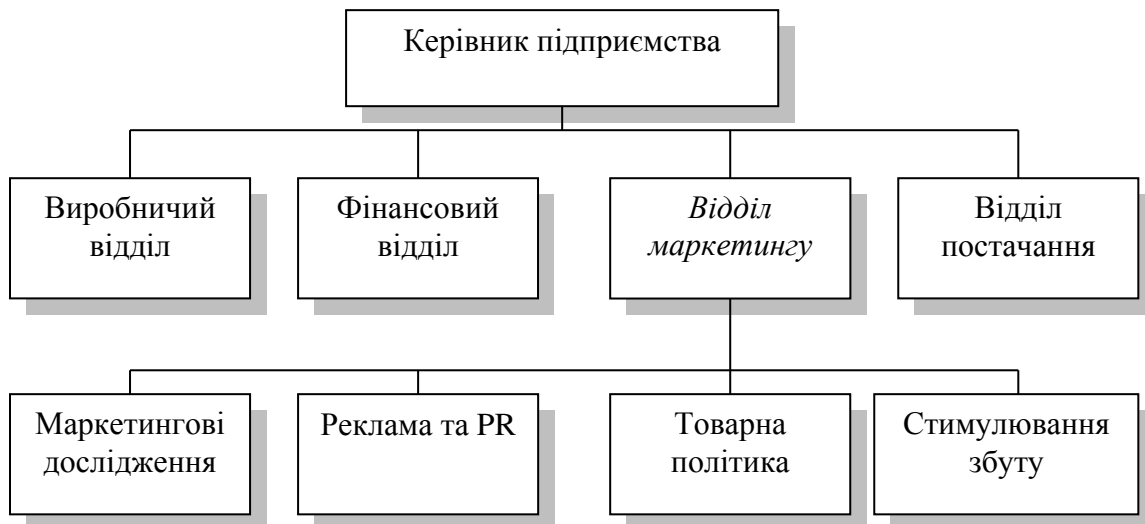 Керівник підприємства
Виробничий
відділ
Фінансовий
відділ
Відділ
маркетингу
Відділ
постачання
Маркетингові
дослідження
Реклама та PR
Товарна
політика
Стимулювання
збуту